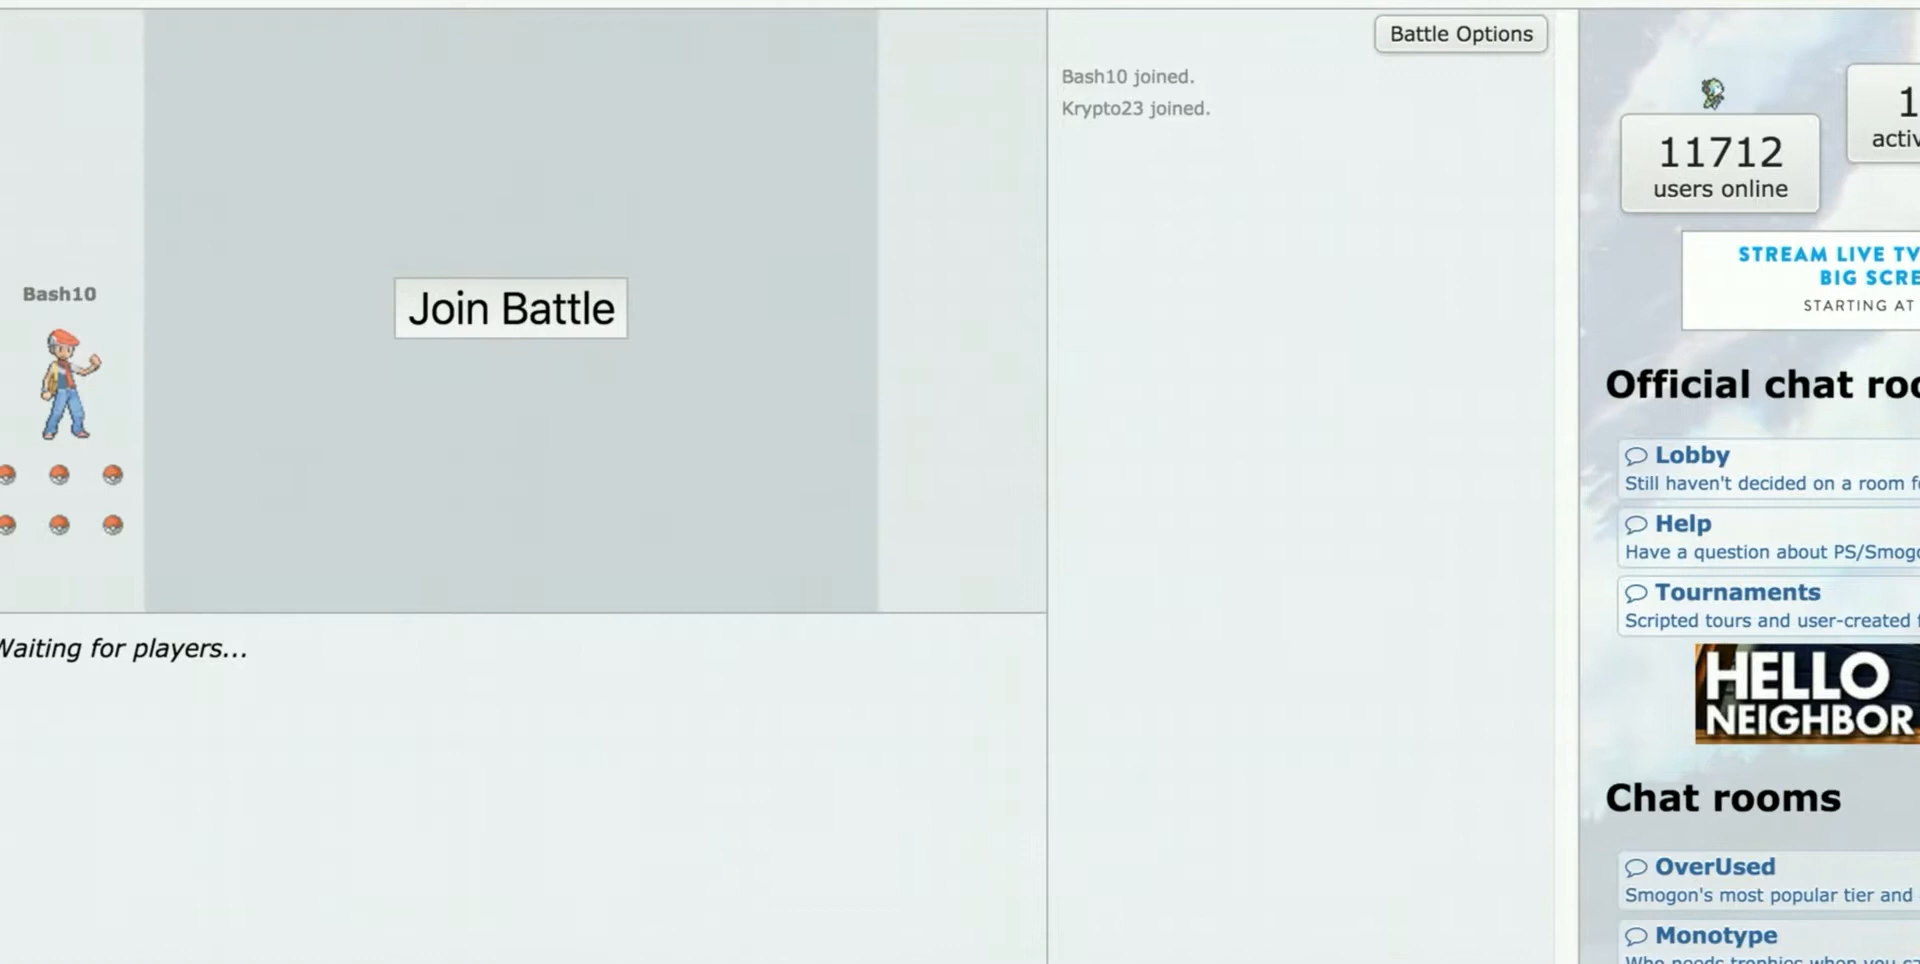 Battle Options
Bash10 joined.
Krypto23 joined.
Bash10
Join Battle
Waiting for players...
11712
users online
1
STREAM LIVE TV
BIG
STARTING AT
Official chat
Lobby
Still haven't decided on a room
Help
Have a question about
Tournaments
Scripted tours and user-created
HELLO
NEIGHBOR
Chat rooms
OverUsed
Smogon's most popular tier and
Monotype